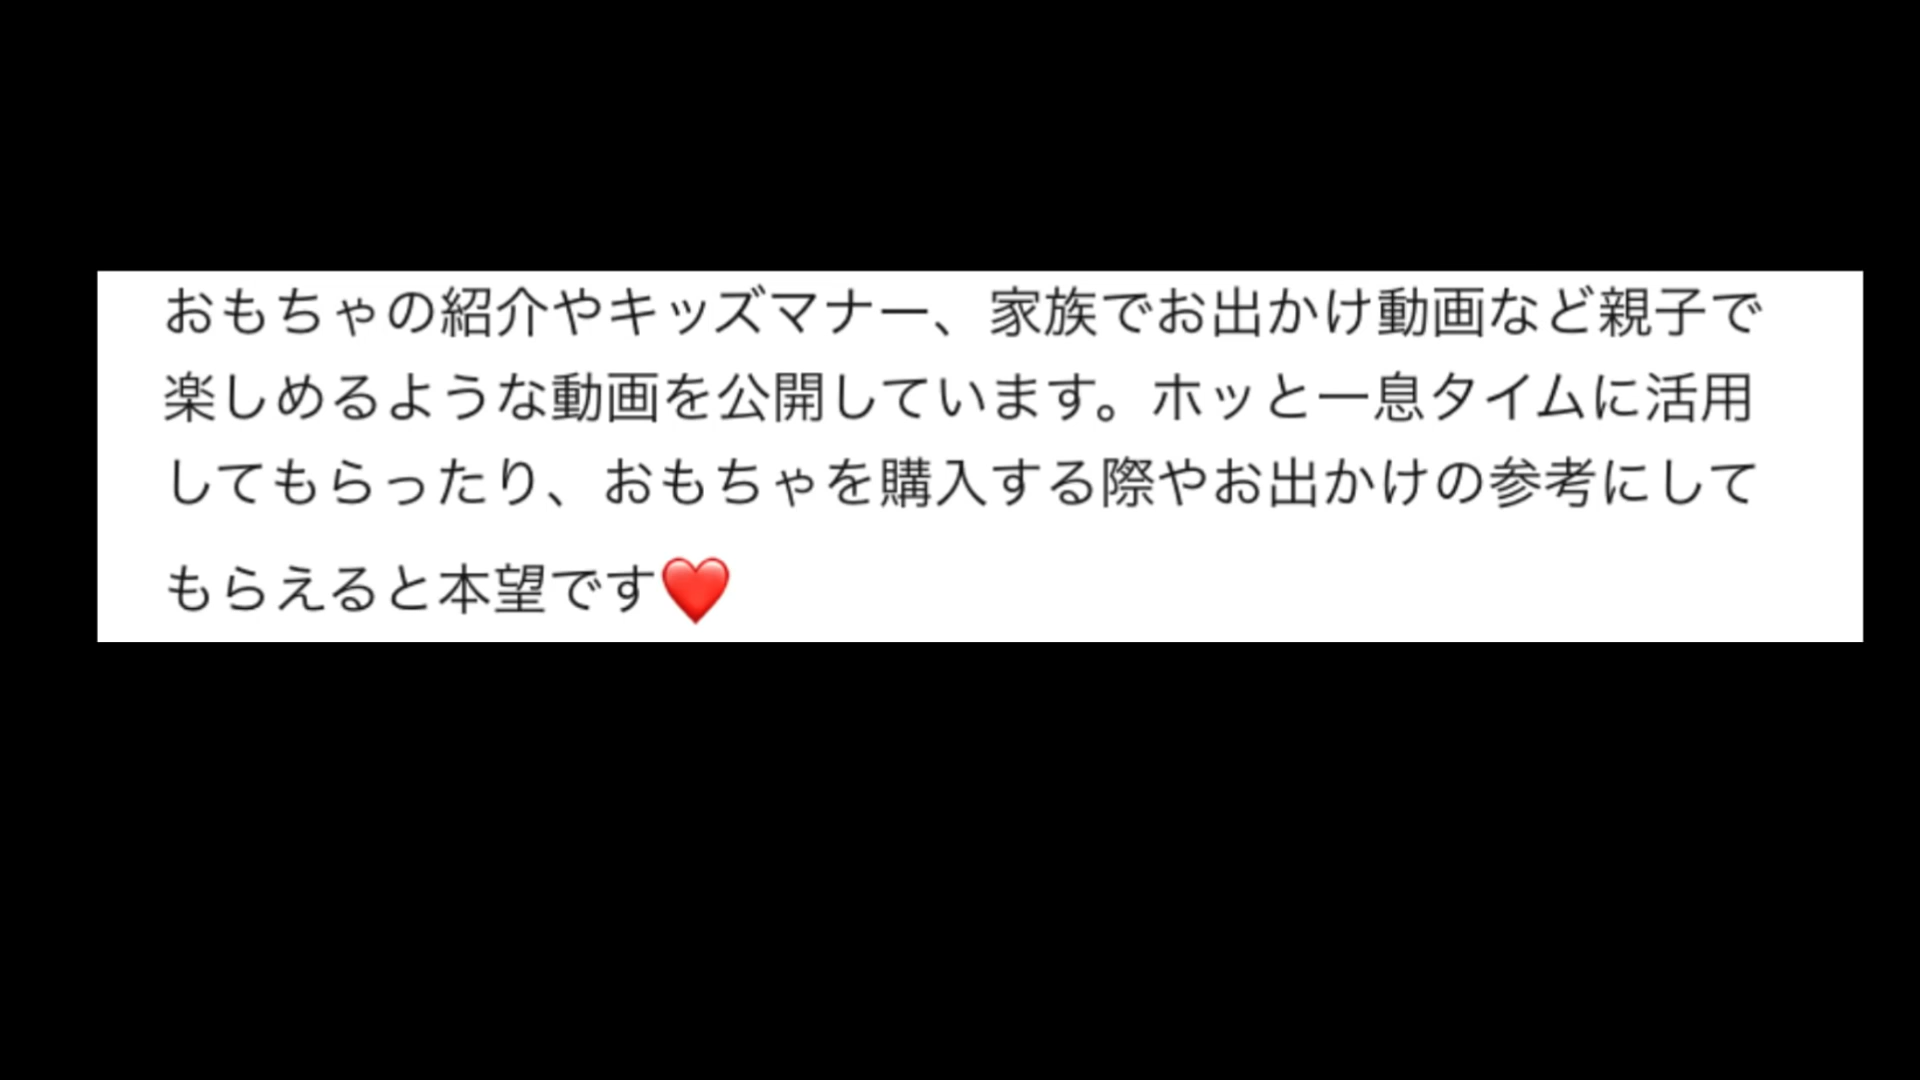 おもちゃの紹介やキッズマナー、家族でお出かけ動画など親子で
楽しめるような動画を公開しています。ホッと一息タイムに活用
してもらったり、おもちゃを購入する際やお出かけの参考にして
もらえると本望です❤️